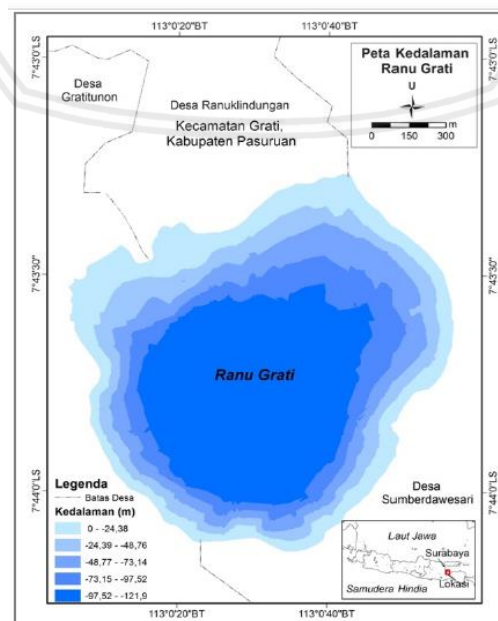 113°0'20"BT 113°0'40"BT
7°43'0"LS
7°43'0"LS
Desa
Gratitunon
Desa Ranuklindungan
Kecamatan Grati,
Kabupaten Pasuruan
Peta Kedalaman
Ranu Grati
U
m
0 150 300
7°43'30"
7°43'30"
Ranu Grati
7°44'0"LS
7°44'0"LS
Desa
Sumberdawesari
Legenda
Batas Desa
Kedalaman (m)
0 - -24,38
-24,39 - -48,76
-48,77 - -73,14
-73,15 - -97,52
-97,52 - -121,9
Laut Jawa
Surabaya
Lokasi
Samudera Hindia
113°0'20"BT 113°0'40"BT